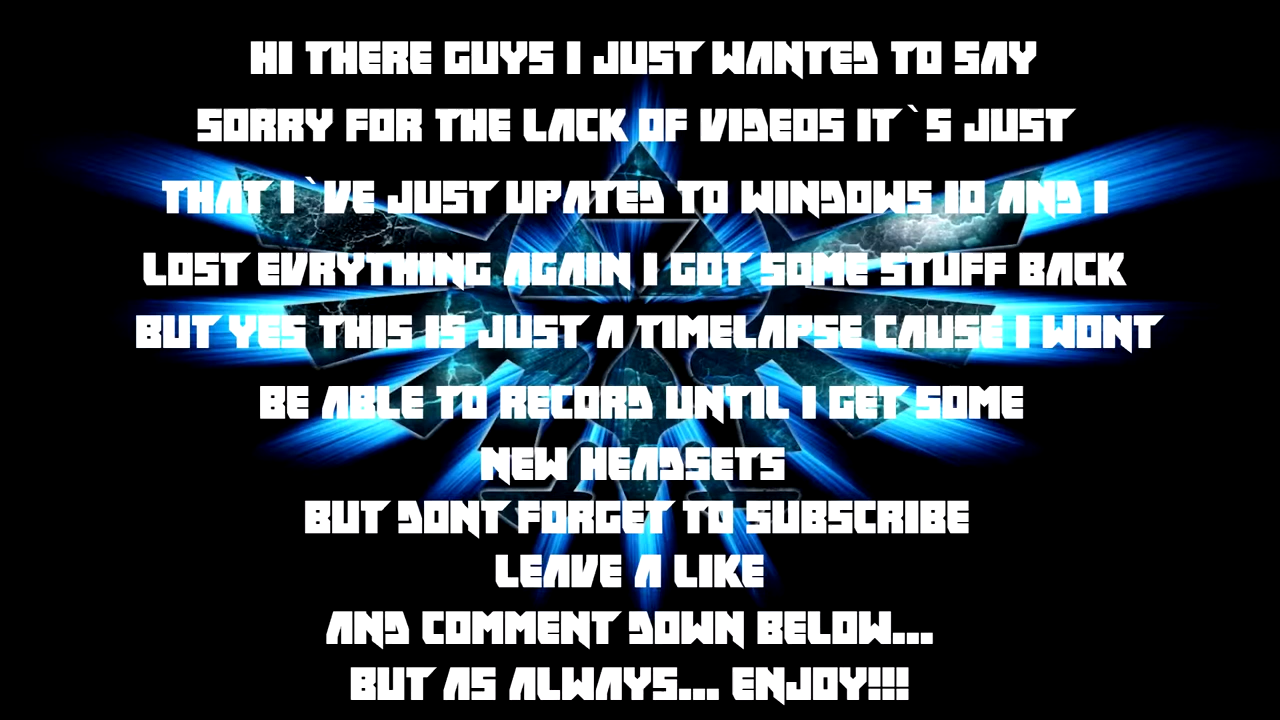 HI THERE GUYS I JUST WANTED TO SAY
SORRY FOR THE LACK OF VIDEOS IT`S JUST
THAT I`VE JUST UPATED TO WINDOWS 10 AND I
LOST EVRYTHING AGAIN I GOT SOME STUFF BACK
BUT YES THIS IS JUST A TIMELAPSE CAUSE I WONT
BE ABLE TO RECORD UNTIL I GET SOME
NEW HEADSETS
BUT DONT FORGET TO SUBSCRIBE
LEAVE A LIKE
AND COMMENT DOWN BELOW...
BUT AS ALWAYS... ENJOY!!!